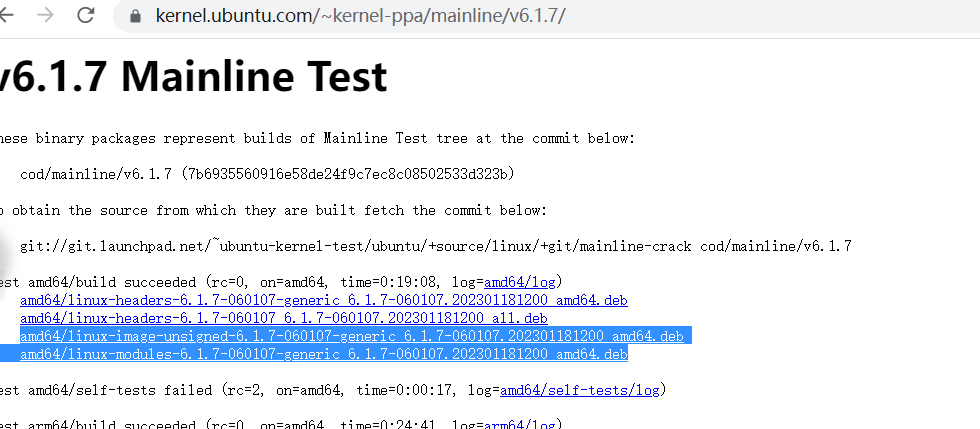 kernel.ubuntu.com/~kernel-ppa/mainline/v6.1.7/
v6.1.7 Mainline Test
hese binary packages represent builds of Mainline Test tree at the commit below:
cod/mainline/v6.1.7 (7b6935560916e58de24f9c7ec8c08502533d323b)
o obtain the source from which they are built fetch the commit below:
git://git.launchpad.net/~ubuntu-kernel-test/ubuntu/+source/linux/+git/mainline-crack cod/mainline/v6.1.7
est amd64/build succeeded (rc=0, on=amd64, time=0:19:08, log=amd64/log)
amd64/linux-headers-6.1.7-060107-generic_6.1.7-060107.202301181200_amd64.deb
amd64/linux-headers-6.1.7-060107_6.1.7-060107.202301181200_all.deb
amd64/linux-image-unsigned-6.1.7-060107-generic_6.1.7-060107.202301181200_amd64.deb
amd64/linux-modules-6.1.7-060107-generic_6.1.7-060107.202301181200_amd64.deb
est amd64/self-tests failed (rc=2, on=amd64, time=0:00:17, log=amd64/self-tests/log)
est arm64/build succeeded (rc=0, on=amd64, time=0:24:41, log=arm64/log)